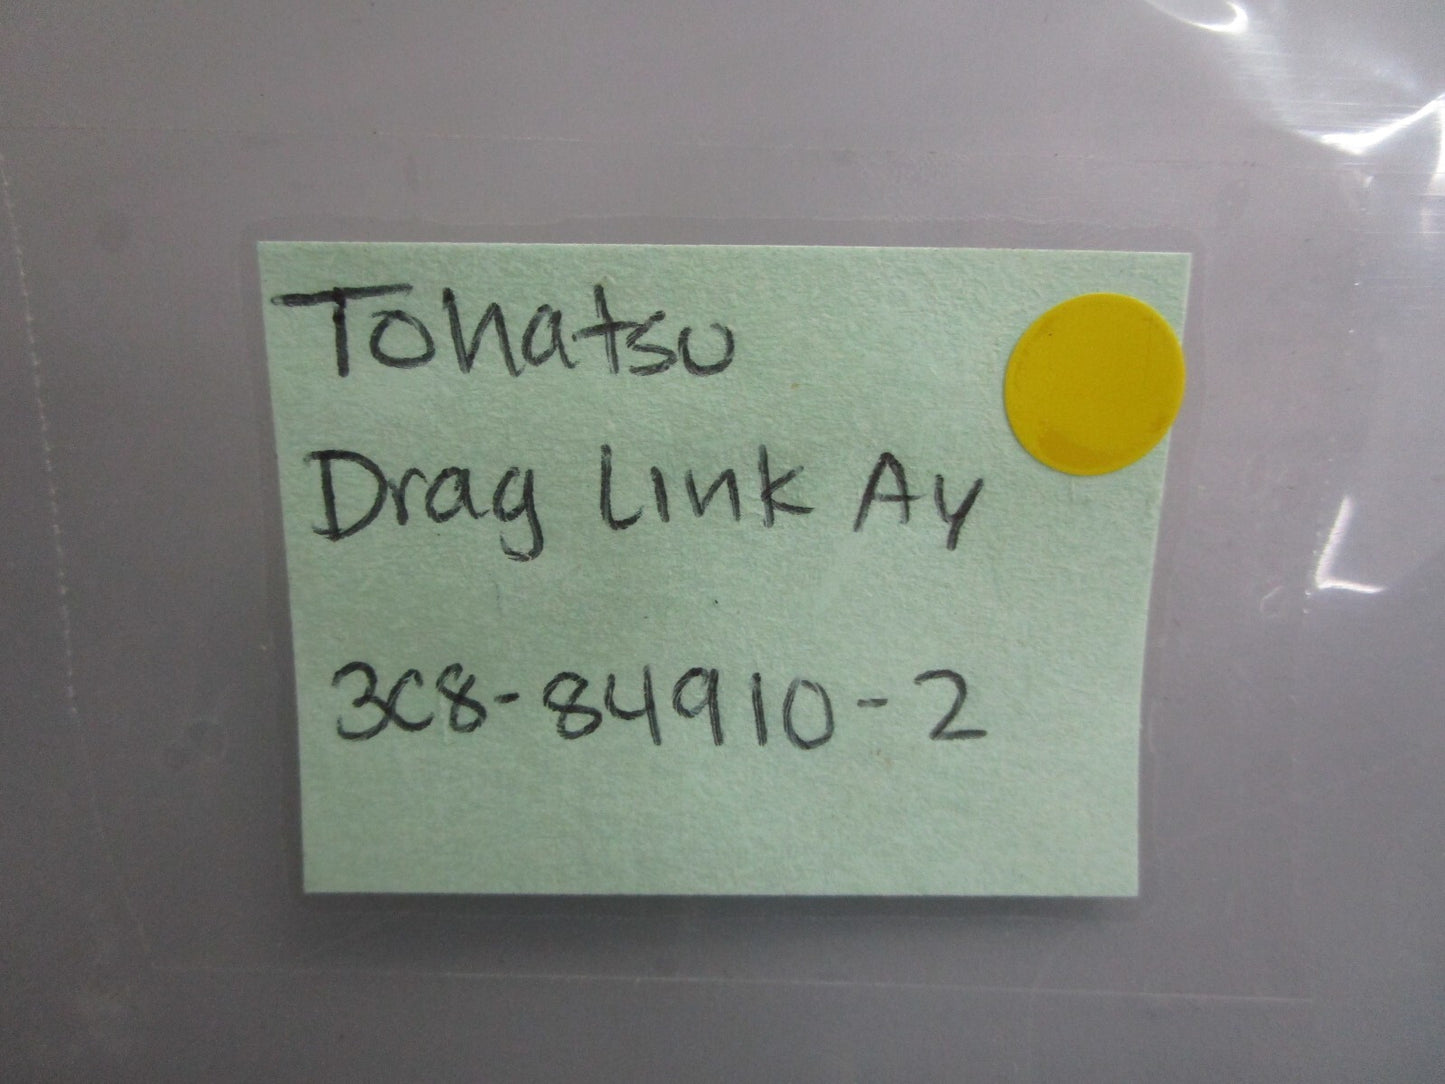 Tohatsu
Drag Link Ay
3C8-84910-2